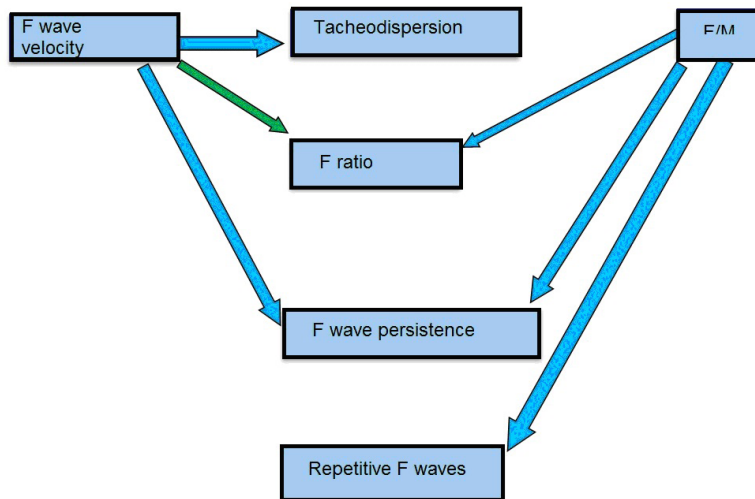 F wave
velocity
Tacheodispersion
F/M
F ratio
F wave persistence
Repetitive F waves